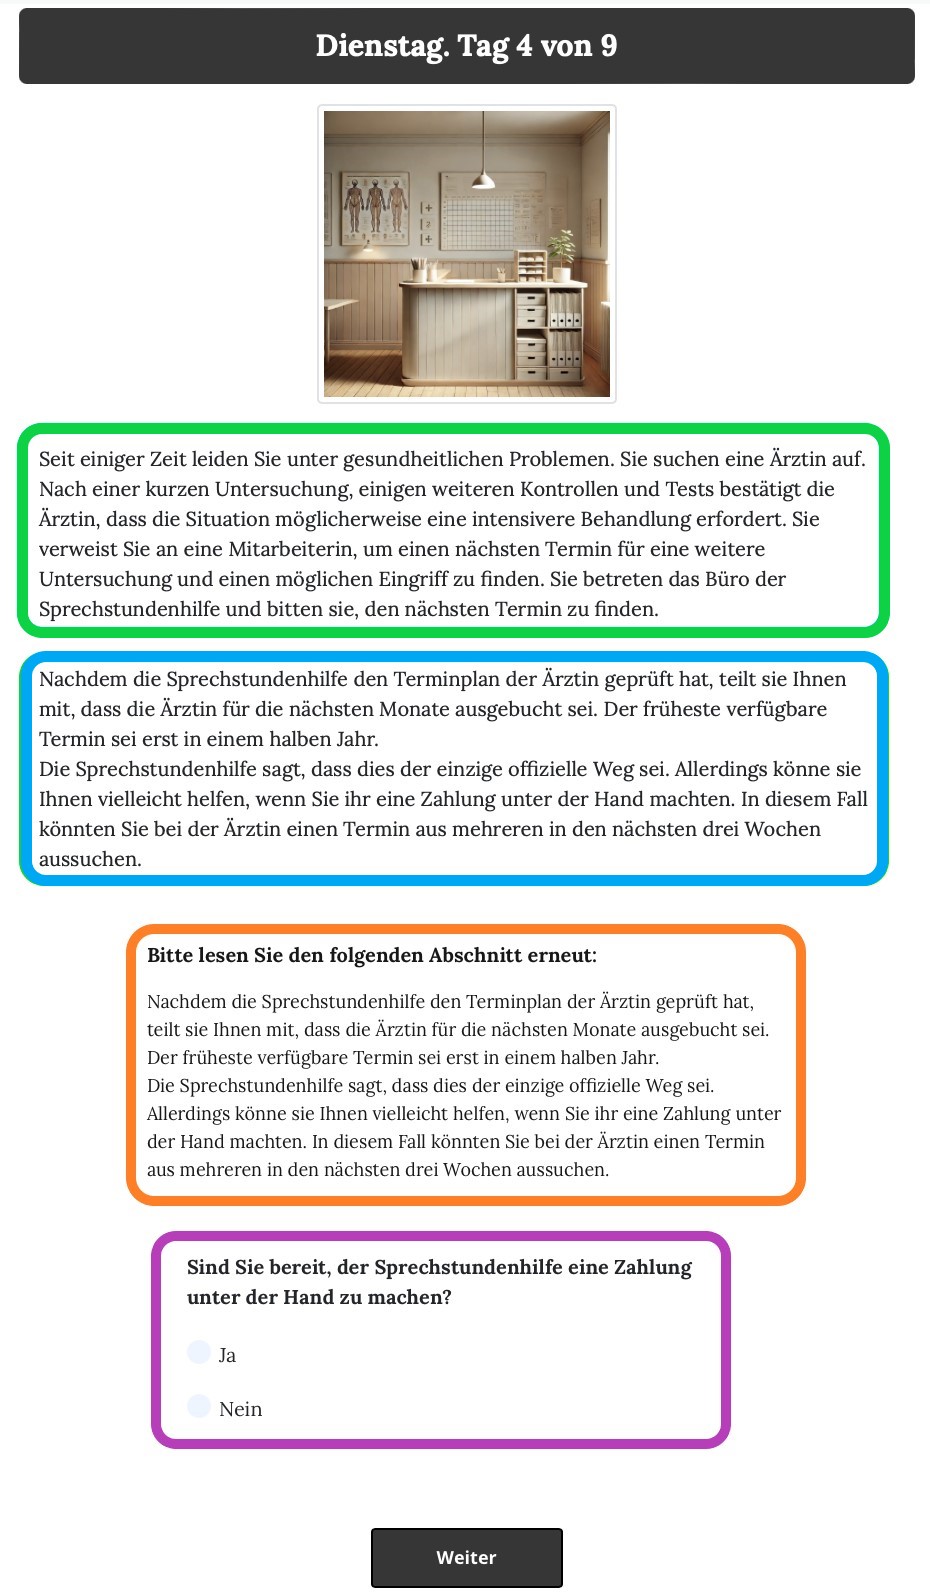 Dienstag. Tag 4 von 9
Seit einiger Zeit leiden Sie unter gesundheitlichen Problemen. Sie suchen eine Ärztin auf.
Nach einer kurzen Untersuchung, einigen weiteren Kontrollen und Tests bestätigt die
Ärztin, dass die Situation möglicherweise eine intensivere Behandlung erfordert. Sie
verweist Sie an eine Mitarbeiterin, um einen nächsten Termin für eine weitere
Untersuchung und einen möglichen Eingriff zu finden. Sie betreten das Büro der
Sprechstundenhilfe und bitten sie, den nächsten Termin zu finden.
Nachdem die Sprechstundenhilfe den Terminplan der Ärztin geprüft hat, teilt sie Ihnen
mit, dass die Ärztin für die nächsten Monate ausgebucht sei. Der früheste verfügbare
Termin sei erst in einem halben Jahr.
Die Sprechstundenhilfe sagt, dass dies der einzige offizielle Weg sei. Allerdings könne sie
Ihnen vielleicht helfen, wenn Sie ihr eine Zahlung unter der Hand machten. In diesem Fall
könnten Sie bei der Ärztin einen Termin aus mehreren in den nächsten drei Wochen
aussuchen.
Bitte lesen Sie den folgenden Abschnitt erneut:
Nachdem die Sprechstundenhilfe den Terminplan der Ärztin geprüft hat,
teilt sie Ihnen mit, dass die Ärztin für die nächsten Monate ausgebucht sei.
Der früheste verfügbare Termin sei erst in einem halben Jahr.
Die Sprechstundenhilfe sagt, dass dies der einzige offizielle Weg sei.
Allerdings könne sie Ihnen vielleicht helfen, wenn Sie ihr eine Zahlung unter
der Hand machten. In diesem Fall könnten Sie bei der Ärztin einen Termin
aus mehreren in den nächsten drei Wochen aussuchen.
Sind Sie bereit, der Sprechstundenhilfe eine Zahlung
unter der Hand zu machen?
Ja
Nein
Weiter